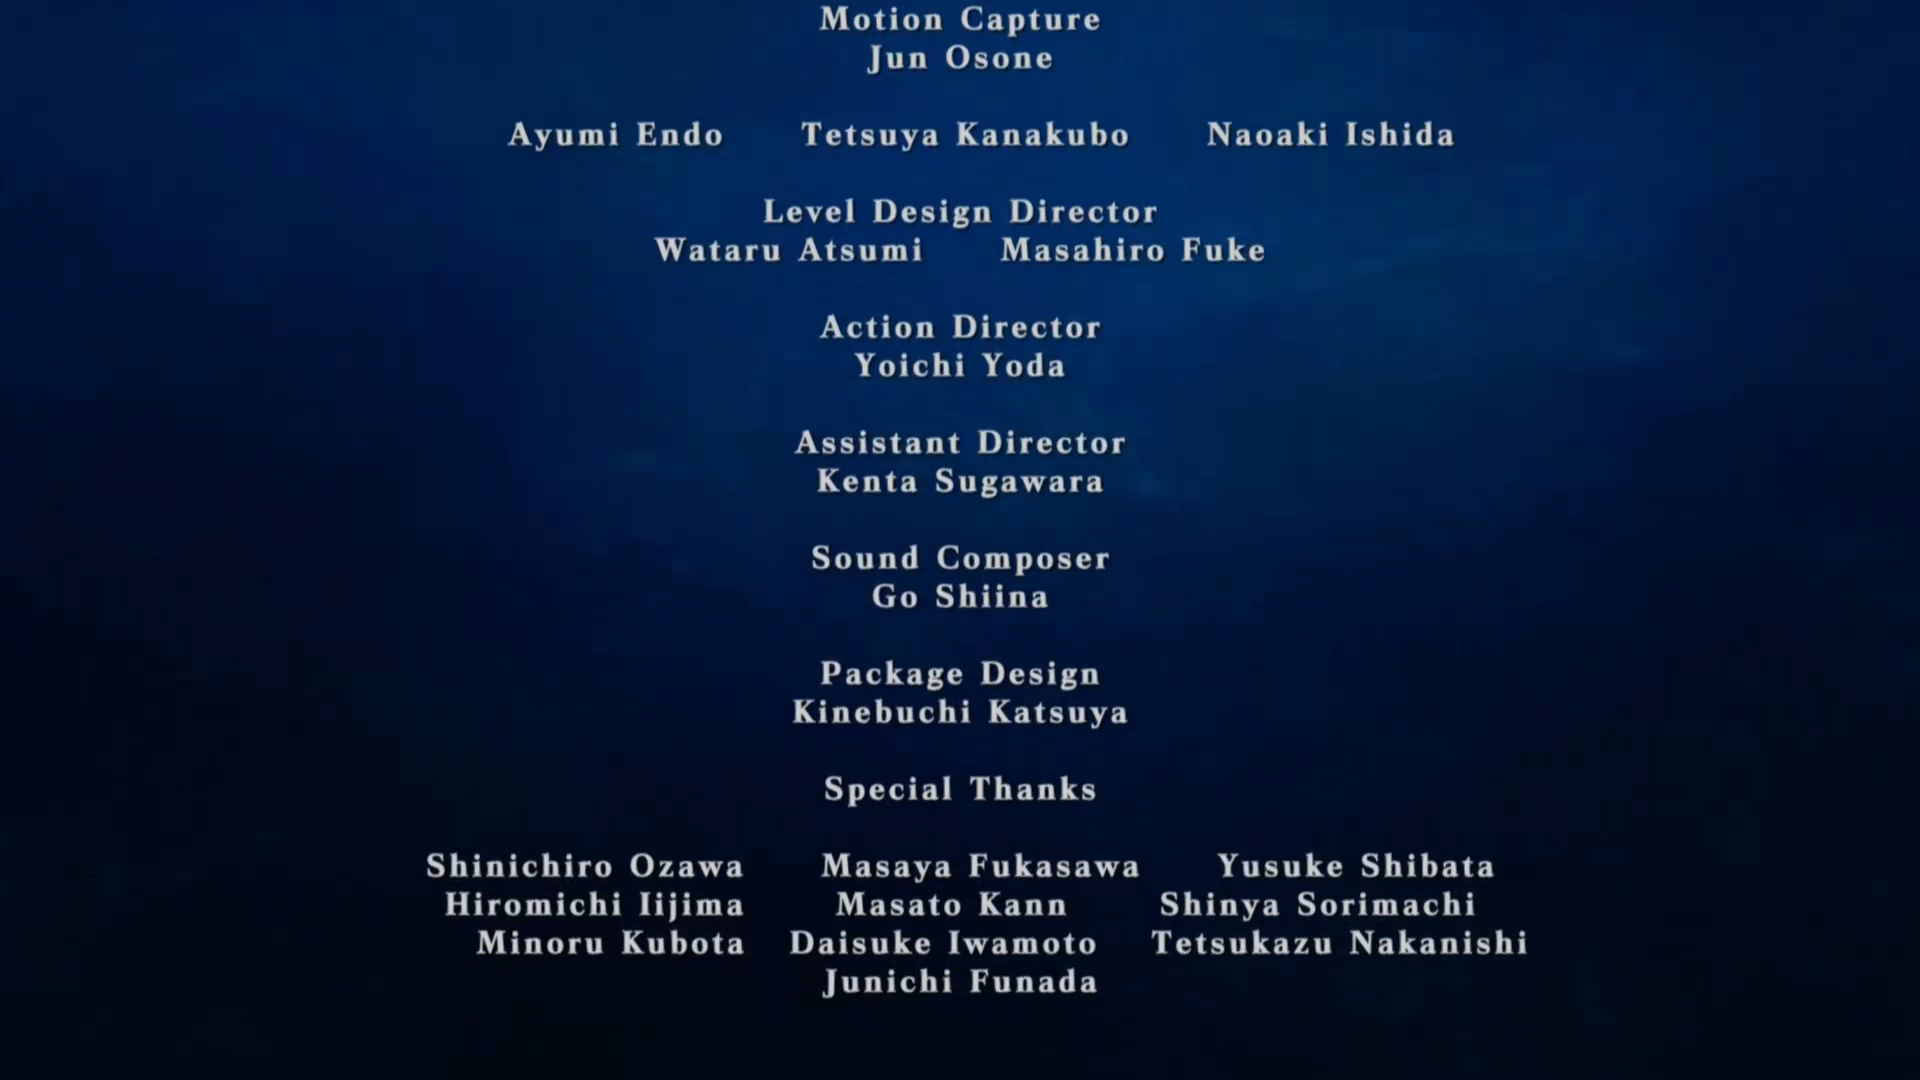 Motion Capture
Jun Osone
Ayumi Endo Tetsuya Kanakubo Naoaki Ishida
Level Design Director
Wataru Atsumi Masahiro Fuke
Action Director
Yoichi Yoda
Assistant Director
Kenta Sugawara
Sound Composer
Go Shiina
Package Design
Kinebuchi Katsuya
Special Thanks
Shinichiro Ozawa Masaya Fukasawa Yusuke Shibata
Hiromichi Iijima Masato Kann Shinya Sorimachi
Minoru Kubota Daisuke Iwamoto Tetsukazu Nakanishi
Junichi Funada